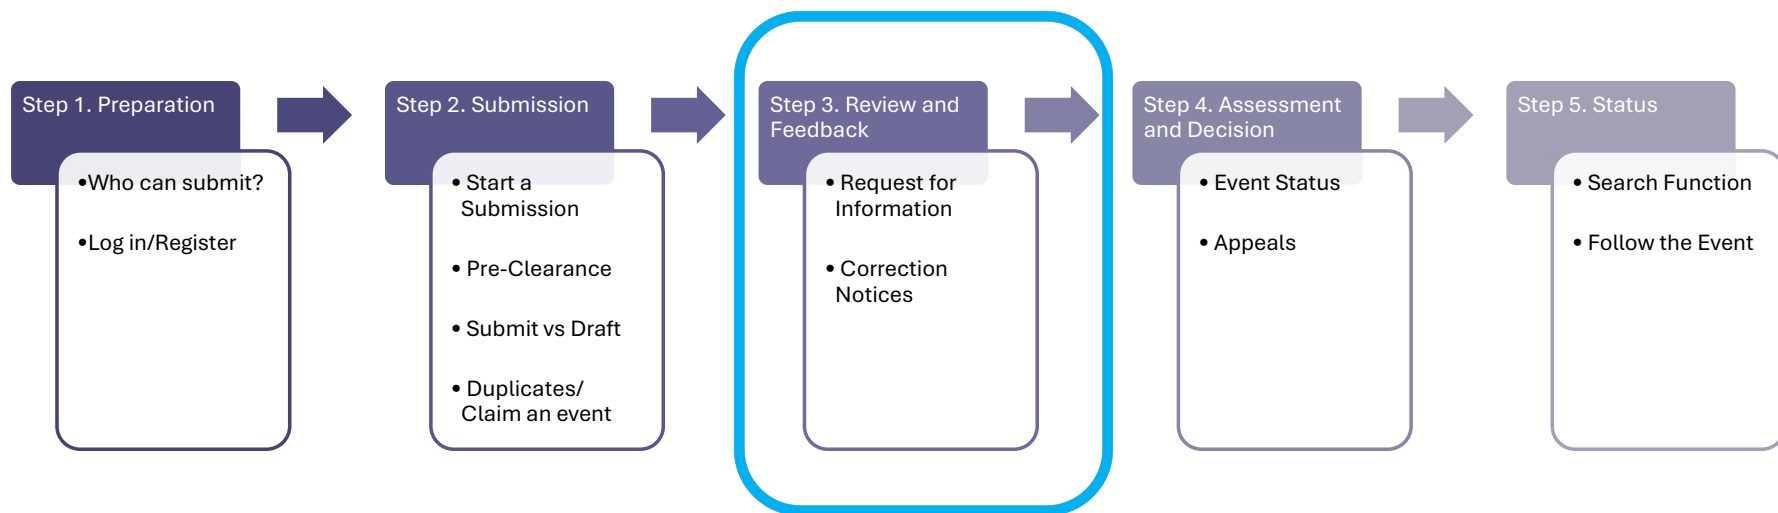 Step 1. Preparation
•Who can submit?
•Log in/Register
Step 2. Submission
• Start a
Submission
• Pre-Clearance
• Submit vs Draft
• Duplicates/
Claim an event
Step 3. Review and
Feedback
• Request for
Information
• Correction
Notices
Step 4. Assessment
and Decision
• Event Status
• Appeals
Step 5. Status
• Search Function
• Follow the Event